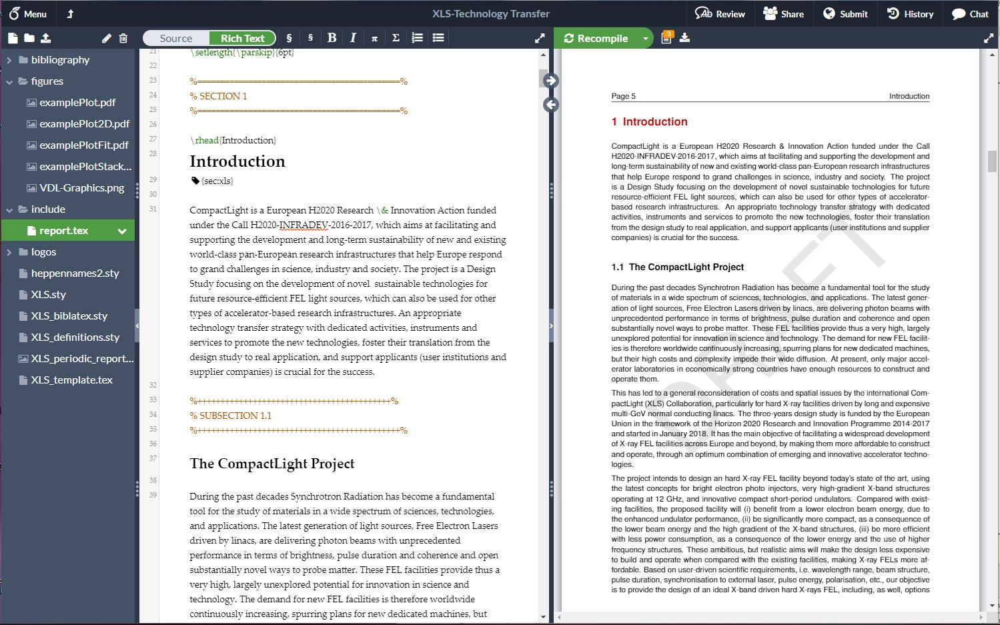 Menu
XLS-Technology Transfer
Ab Review
Share
Submit
History
Chat
Source
Rich Text
§
§
B
I
π
Σ
Recompile
3
bibliography
figures
examplePlot.pdf
examplePlot2D.pdf
examplePlotFit.pdf
examplePlotStack...
VDL-Graphics.png
include
report.tex
logos
heppennames2.sty
XLS.sty
XLS_biblatex.sty
XLS_definitions.sty
XLS_periodic_report...
XLS_template.tex
21 \setlength{\parskip}{6pt}
22
23 %========================================%
24 % SECTION 1
25 %========================================%
26
27 \rhead{Introduction}
28 Introduction
29 {sec:xls}
30
31 CompactLight is a European H2020 Research \& Innovation Action funded
under the Call H2020-INFRADEV-2016-2017, which aims at facilitating and
supporting the development and long-term sustainability of new and existing
world-class pan-European research infrastructures that help Europe respond
to grand challenges in science, industry and society. The project is a Design
Study focusing on the development of novel  sustainable technologies for
future resource-efficient FEL light sources, which can also be used for other
types of accelerator-based research infrastructures. An appropriate
technology transfer strategy with dedicated activities, instruments and
services to promote the new technologies, foster their translation from the
design study to real application, and support applicants (user institutions and
supplier companies) is crucial for the success.
32
33 %++++++++++++++++++++++++++++++++++++++%
34 % SUBSECTION 1.1
35 %++++++++++++++++++++++++++++++++++++++++%
36
37 The CompactLight Project
38
39 During the past decades Synchrotron Radiation has become a fundamental
tool for the study of materials in a wide spectrum of sciences, technologies,
and applications. The latest generation of light sources, Free Electron Lasers
driven by linacs, are delivering photon beams with unprecedented
performance in terms of brightness, pulse duration and coherence and open
substantially novel ways to probe matter. These FEL facilities provide thus a
very high, largely unexplored potential for innovation in science and
technology. The demand for new FEL facilities is therefore worldwide
continuously increasing, spurring plans for new dedicated machines, but
Page 5
Introduction
1 Introduction
CompactLight is a European H2020 Research & Innovation Action funded under the Call
H2020-INFRADEV-2016-2017, which aims at facilitating and supporting the development and
long-term sustainability of new and existing world-class pan-European research infrastructures
that help Europe respond to grand challenges in science, industry and society. The project
is a Design Study focusing on the development of novel sustainable technologies for future
resource-efficient FEL light sources, which can also be used for other types of accelerator-
based research infrastructures. An appropriate technology transfer strategy with dedicated
activities, instruments and services to promote the new technologies, foster their translation
from the design study to real application, and support applicants (user institutions and supplier
companies) is crucial for the success.
1.1 The CompactLight Project
During the past decades Synchrotron Radiation has become a fundamental tool for the study
of materials in a wide spectrum of sciences, technologies, and applications. The latest gener-
ation of light sources, Free Electron Lasers driven by linacs, are delivering photon beams with
unprecedented performance in terms of brightness, pulse duration and coherence and open
substantially novel ways to probe matter. These FEL facilities provide thus a very high, largely
unexplored potential for innovation in science and technology. The demand for new FEL facilit-
ies is therefore worldwide continuously increasing, spurring plans for new dedicated machines,
but their high costs and complexity impede their wide diffusion. At present, only major accel-
erator laboratories in economically strong countries have enough resources to construct and
operate them.
This has led to a general reconsideration of costs and spatial issues by the international Com-
pactLight (XLS) Collaboration, particularly for hard X-ray facilities driven by long and expensive
multi-GeV normal conducting linacs. The three-years design study is funded by the European
Union in the framework of the Horizon 2020 Research and Innovation Programme 2014-2017
and started in January 2018. It has the main objective of facilitating a widespread development
of X-ray FEL facilities across Europe and beyond, by making them more affordable to construct
and operate, through an optimum combination of emerging and innovative accelerator techno-
logies.
The project intends to design an hard X-ray FEL facility beyond today's state of the art, using
the latest concepts for bright electron photo injectors, very high-gradient X-band structures
operating at 12 GHz, and innovative compact short-period undulators. Compared with exist-
ing facilities, the proposed facility will (i) benefit from a lower electron beam energy, due to
the enhanced undulator performance, (ii) be significantly more compact, as a consequence of
the lower beam energy and the high gradient of the X-band structures, (iii) be more efficient
with less power consumption, as a consequence of the lower energy and the use of higher
frequency structures. These ambitious, but realistic aims will make the design less expensive
to build and operate when compared with the existing facilities, making X-ray FELs more af-
fordable. Based on user-driven scientific requirements, i.e. wavelength range, beam structure,
pulse duration, synchronisation to external laser, pulse energy, polarisation, etc., our objective
is to provide the design of an ideal X-band driven hard X-rays FEL, including, as well, options
DRAFT